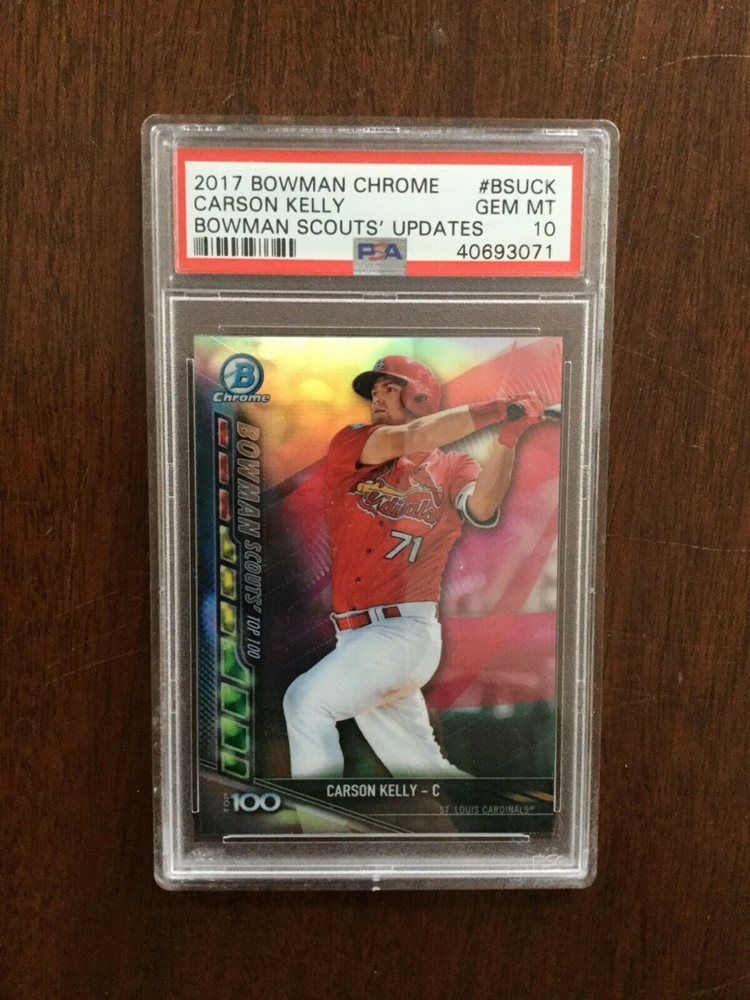 2017 BOWMAN CHROME #BSUCK
CARSON KELLY GEM MT
BOWMAN SCOUTS' UPDATES 10
PSA 40693071
B
Chrome
BOWMAN SCOUTS' TOP 100
Cardinals
71
CARSON KELLY - C
ST. LOUIS CARDINALS®
TOP 100